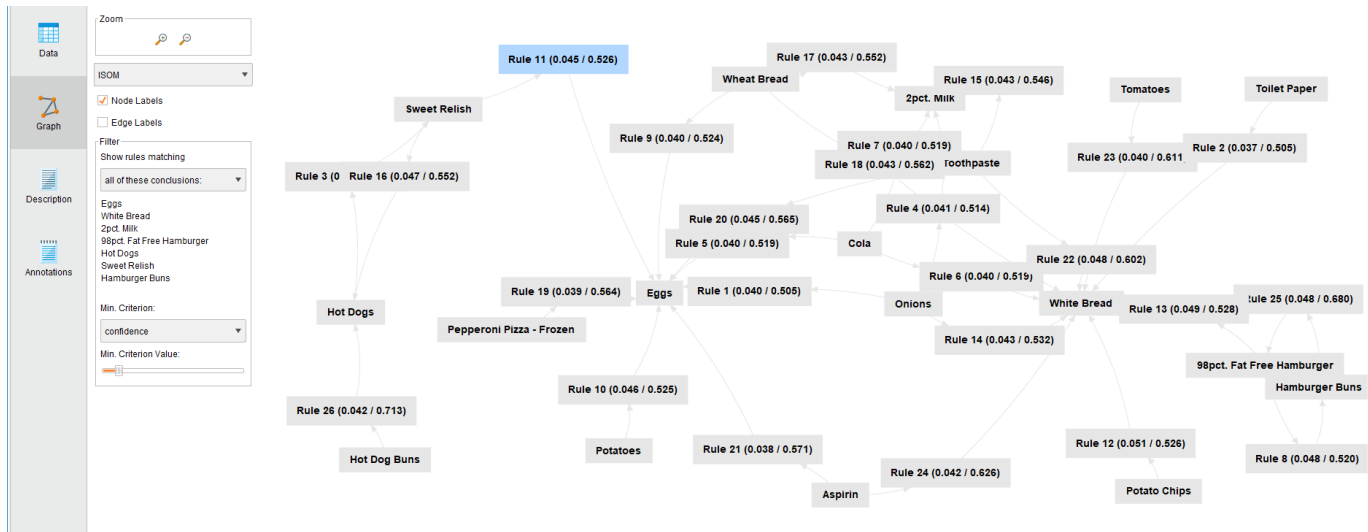 Data
Graph
Description
Annotations
Zoom
ISOM
Node Labels
Edge Labels
Filter
Show rules matching
all of these conclusions:
Eggs
White Bread
2pct. Milk
98pct. Fat Free Hamburger
Hot Dogs
Sweet Relish
Hamburger Buns
Min. Criterion:
confidence
Min. Criterion Value:
Rule 11 (0.045 / 0.526)
Rule 17 (0.043 / 0.552)
Wheat Bread
Rule 15 (0.043 / 0.546)
2pct. Milk
Tomatoes
Toilet Paper
Sweet Relish
Rule 9 (0.040 / 0.524)
Rule 7 (0.040 / 0.519)
Rule 18 (0.043 / 0.562)
Toothpaste
Rule 23 (0.040 / 0.611)
Rule 2 (0.037 / 0.505)
Rule 3 (0
Rule 16 (0.047 / 0.552)
Rule 20 (0.045 / 0.565)
Rule 4 (0.041 / 0.514)
Rule 5 (0.040 / 0.519)
Cola
Rule 22 (0.048 / 0.602)
Rule 6 (0.040 / 0.519)
Rule 19 (0.039 / 0.564)
Eggs
Rule 1 (0.040 / 0.505)
Onions
White Bread
Rule 13 (0.049 / 0.528)
Rule 25 (0.048 / 0.680)
Hot Dogs
Pepperoni Pizza - Frozen
Rule 14 (0.043 / 0.532)
98pct. Fat Free Hamburger
Hamburger Buns
Rule 10 (0.046 / 0.525)
Rule 26 (0.042 / 0.713)
Hot Dog Buns
Potatoes
Rule 21 (0.038 / 0.571)
Rule 24 (0.042 / 0.626)
Aspirin
Rule 12 (0.051 / 0.526)
Potato Chips
Rule 8 (0.048 / 0.520)